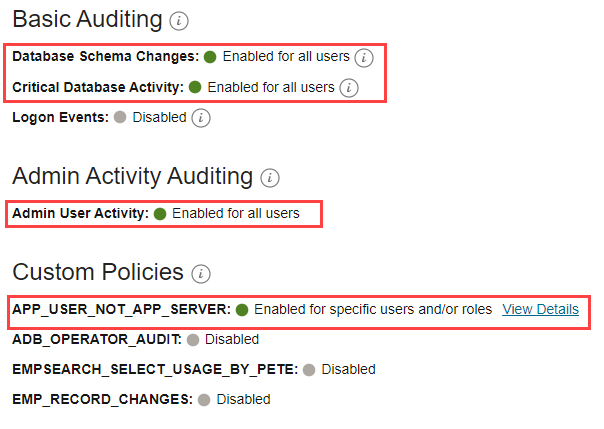 Basic Auditing
Database Schema Changes: Enabled for all users
Critical Database Activity: Enabled for all users
Logon Events: Disabled
Admin Activity Auditing
Admin User Activity: Enabled for all users
Custom Policies
APP_USER_NOT_APP_SERVER: Enabled for specific users and/or roles View Details
ADB_OPERATOR_AUDIT: Disabled
EMPSEARCH_SELECT_USAGE_BY_PETE: Disabled
EMP_RECORD_CHANGES: Disabled